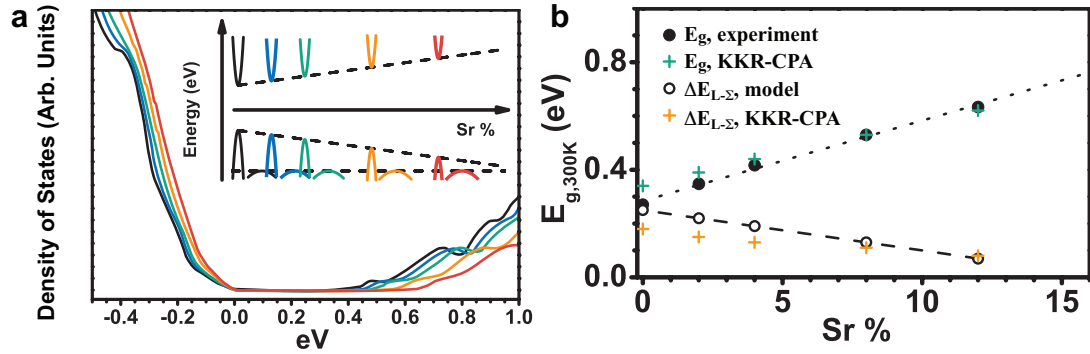 a
Density of States (Arb. Units)
Energy (eV)
Sr %
-0.4 -0.2 0.0 0.2 0.4 0.6 0.8 1.0
eV
b
E_g,300K (eV)
0.8
0.4
0.0
E_g, experiment
E_g, KKR-CPA
ΔE_L-Σ, model
ΔE_L-Σ, KKR-CPA
0 5 10 15
Sr %